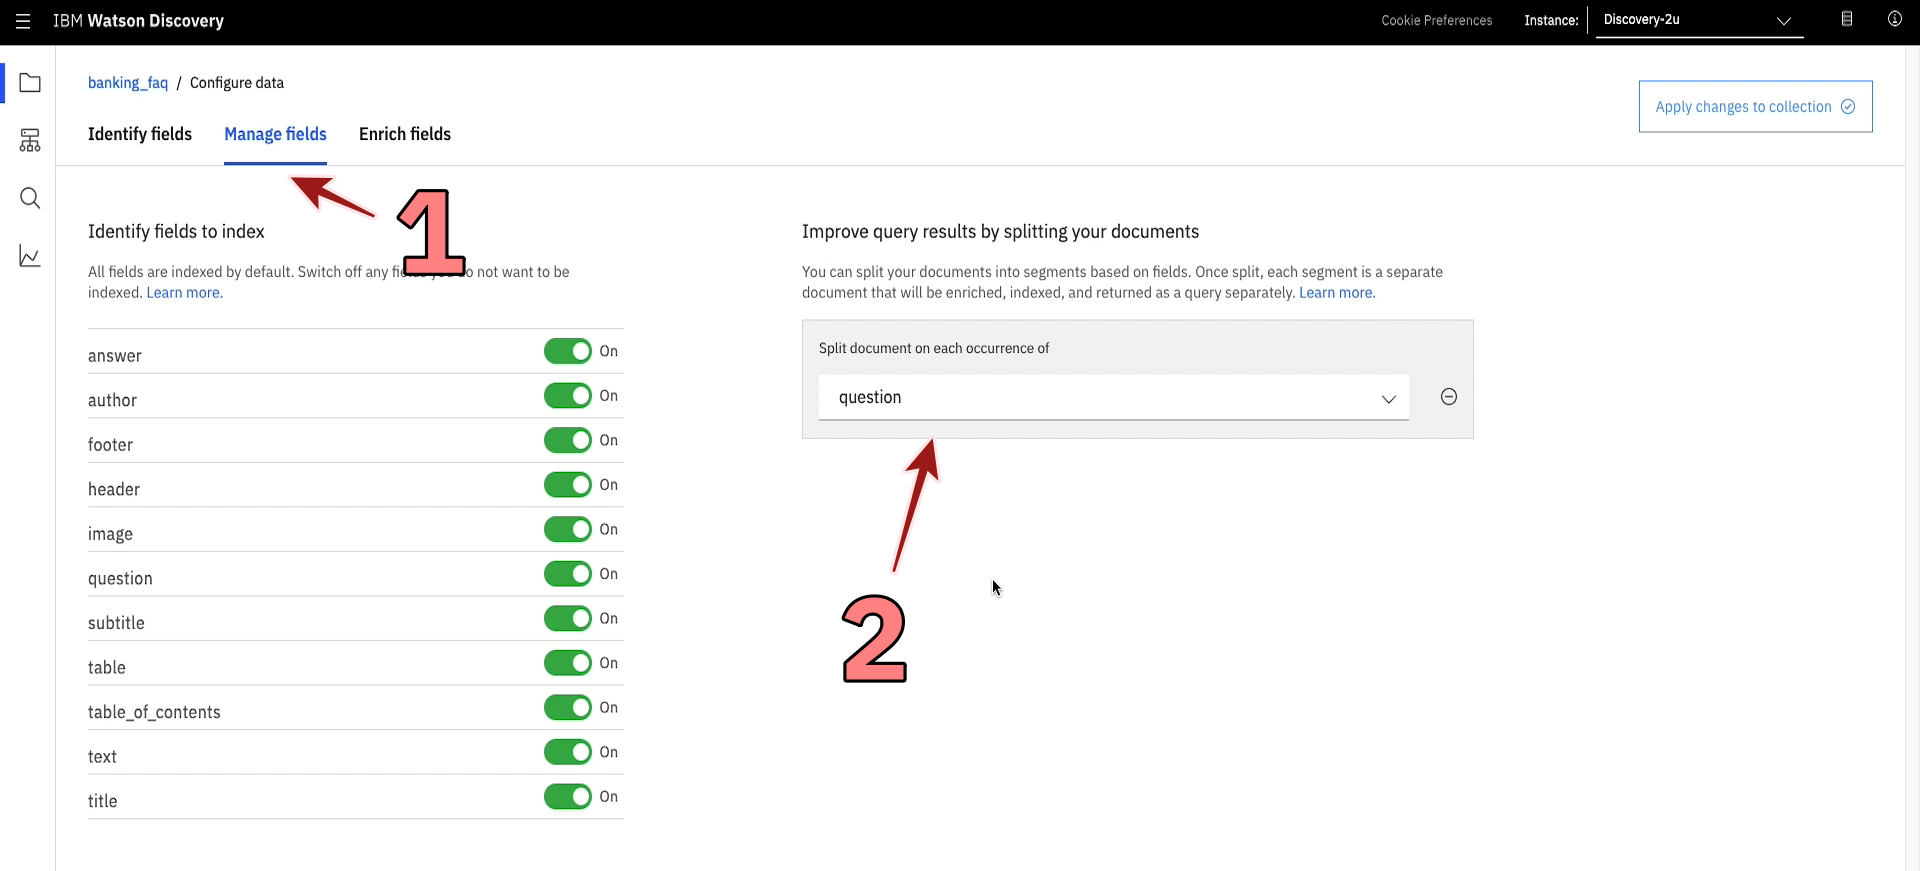 IBM Watson Discovery
Cookie Preferences
Instance:
Discovery-2u
banking_faq / Configure data
Apply changes to collection
Identify fields
Manage fields
Enrich fields
1
Identify fields to index
All fields are indexed by default. Switch off any not want to be
indexed. Learn more.
answer On
author On
footer On
header On
image On
question On
subtitle On
table On
table_of_contents On
text On
title On
Improve query results by splitting your documents
You can split your documents into segments based on fields. Once split, each segment is a separate
document that will be enriched, indexed, and returned as a query separately. Learn more.
Split document on each occurrence of
question
2